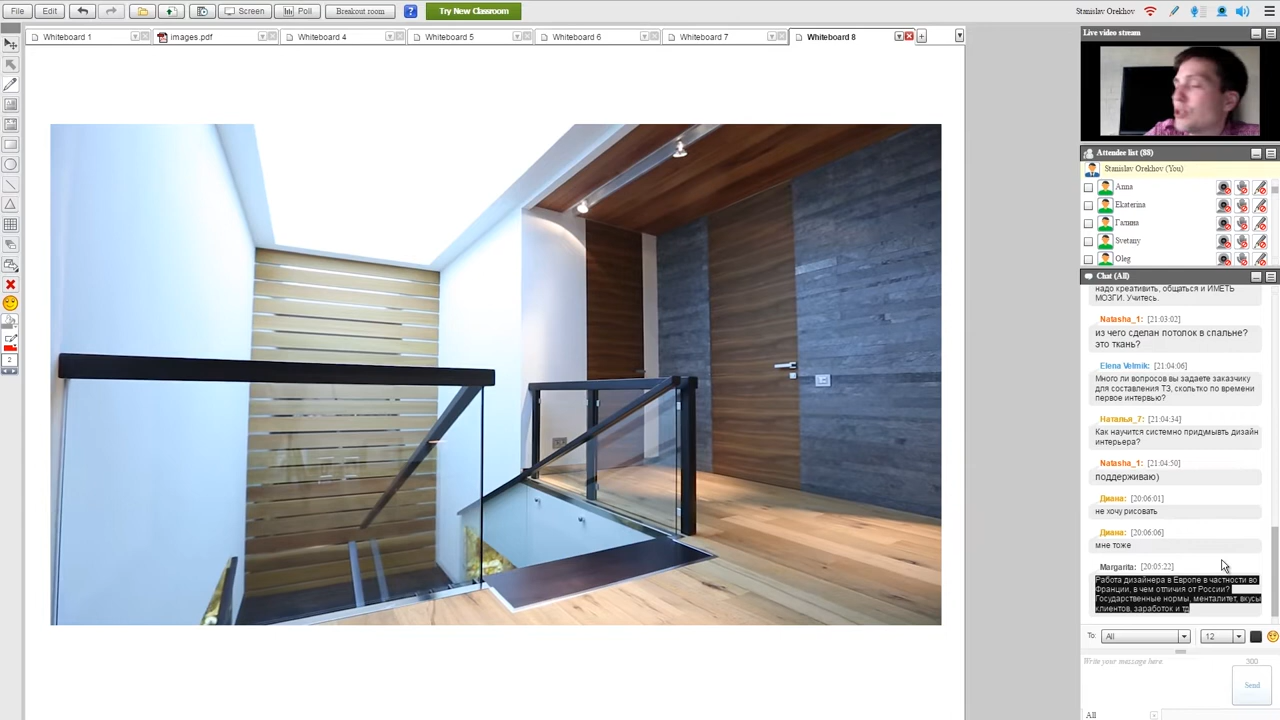 File Edit Screen Poll Breakout room ? Try New Classroom Stanislav Orekhov
Whiteboard 1 images.pdf Whiteboard 4 Whiteboard 5 Whiteboard 6 Whiteboard 7 Whiteboard 8
Live video stream
Attendee list (88)
Stanislav Orekhov (You)
Anna
Ekaterina
Галина
Svetany
Oleg
Chat (All)
надо креативить, общаться и ИМЕТЬ
МОЗГИ. Учитесь.
Natasha_1: [21:03:02]
из чего сделан потолок в спальне?
это ткань?
Elena Velmik: [21:04:06]
Много ли вопросов вы задаете заказчику
для составления ТЗ, сколтко по времени
первое интервью?
Наталья_7: [21:04:34]
Как научится системно придумывть дизайн
интерьера?
Natasha_1: [21:04:50]
поддерживаю)
Диана: [20:06:01]
не хочу рисовать
Диана: [20:06:06]
мне тоже
Margarita: [20:05:22]
Работа дизайнера в Европе в частности во
Франции, в чем отличия от России?
Государственные нормы, менталитет, вкусы
клиентов, заработок и тд
To: All 12
Write your message here. 300
Send
All
2